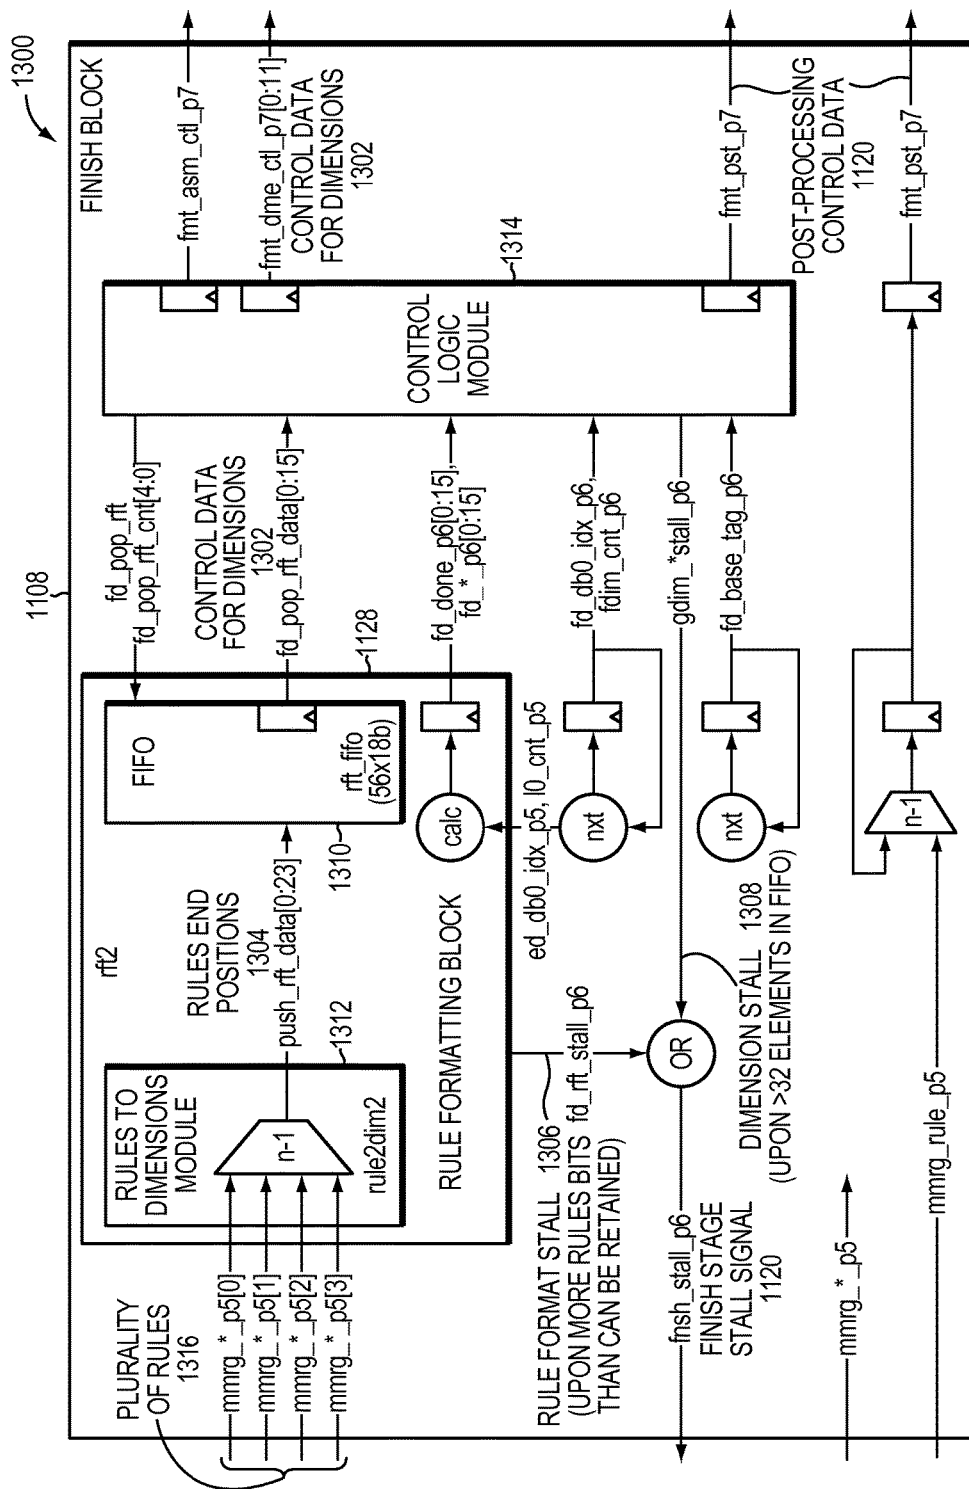 1300
FINISH BLOCK
1108
rft2
RULES TO
DIMENSIONS
MODULE
n-1
rule2dim2
1312
push_rft_data[0:23]
RULES END
POSITIONS
1304
FIFO
rft_fifo
(56x18b)
1310
1128
RULE FORMATTING BLOCK
PLURALITY
OF RULES
1316
mmrg_*_p5[0]
mmrg_*_p5[1]
mmrg_*_p5[2]
mmrg_*_p5[3]
fd_pop_rft
fd_pop_rft_cnt[4:0]
CONTROL DATA
FOR DIMENSIONS
1302
fd_pop_rft_data[0:15]
calc
fd_done_p6[0:15],
fd_*_p6[0:15]
ed_db0_idx_p5, l0_cnt_p5
nxt
fd_db0_idx_p6,
fdim_cnt_p6
gdim_*stall_p6
nxt
fd_base_tag_p6
CONTROL
LOGIC
MODULE
1314
fmt_asm_ctl_p7
fmt_dme_ctl_p7[0:11]
CONTROL DATA
FOR DIMENSIONS
1302
fmt_pst_p7
POST-PROCESSING
CONTROL DATA
1120
fmt_pst_p7
RULE FORMAT STALL 1306
(UPON MORE RULES BITS
THAN CAN BE RETAINED)
fd_rft_stall_p6
OR
DIMENSION STALL 1308
(UPON >32 ELEMENTS IN FIFO)
fnsh_stall_p6
FINISH STAGE
STALL SIGNAL
1120
mmrg_*_p5
mmrg_rule_p5
n-1